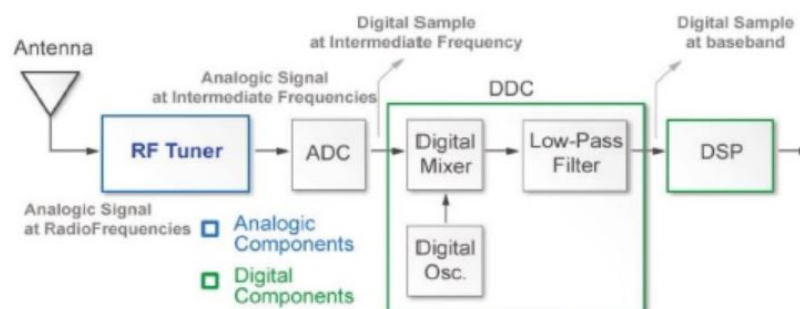 Digital Sample
at Intermediate Frequency
Digital Sample
at baseband
Antenna
Analogic Signal
at Intermediate Frequencies
DDC
RF Tuner
ADC
Digital
Mixer
Low-Pass
Filter
DSP
Analogic Signal
at RadioFrequencies
Analogic
Components
Digital
Osc.
Digital
Components